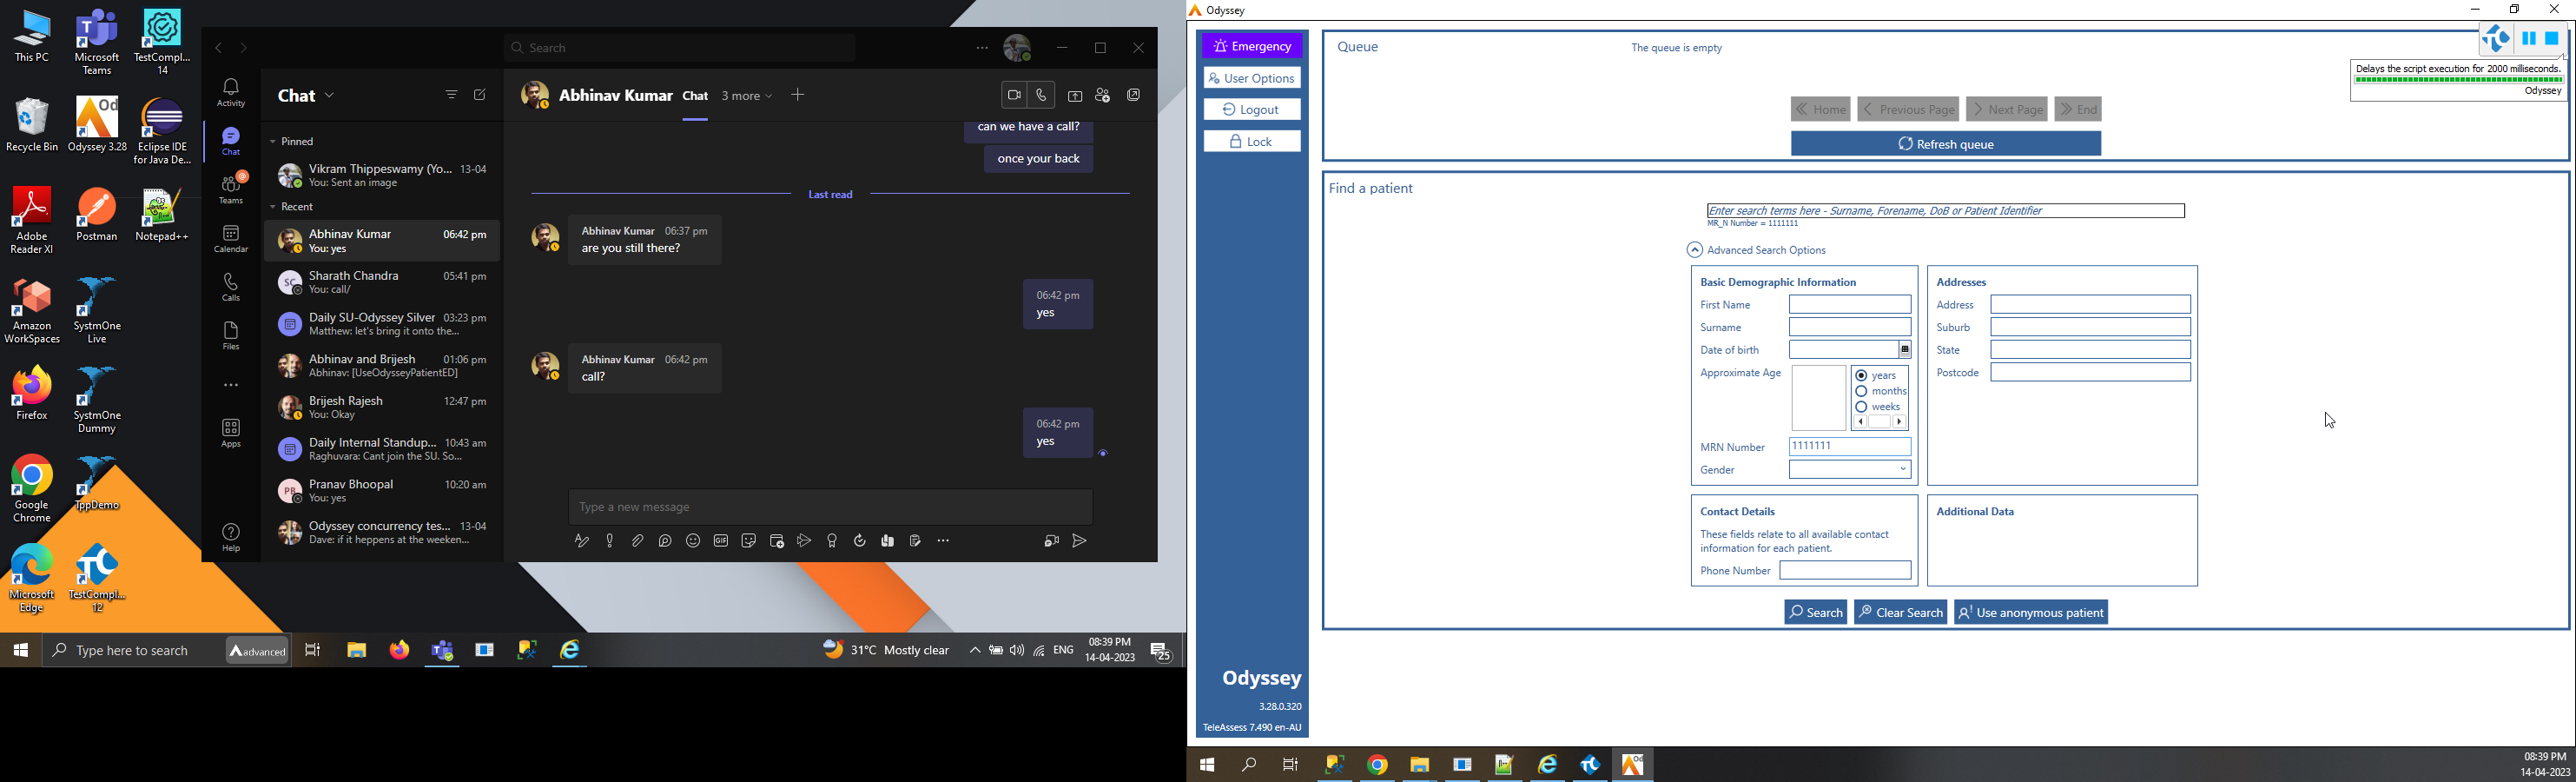 This PC
Microsoft
Teams
TestCompl...
14
Recycle Bin
Odyssey 3.28
Eclipse IDE
for Java De...
Adobe
Reader XI
Postman
Notepad++
Amazon
WorkSpaces
SystmOne
Live
Firefox
SystmOne
Dummy
Google
Chrome
TppDemo
Microsoft
Edge
TestCompl...
12
Search
Activity
Chat
Teams
Calendar
Calls
Files
Apps
Help
Chat
Pinned
Vikram Thippeswamy (Yo... 13-04
You: Sent an image
Recent
Abhinav Kumar 06:42 pm
You: yes
SC
Sharath Chandra 05:41 pm
You: call/
Daily SU-Odyssey Silver 03:23 pm
Matthew: let's bring it onto the...
Abhinav and Brijesh 01:06 pm
Abhinav: [UseOdysseyPatientED]
Brijesh Rajesh 12:47 pm
You: Okay
Daily Internal Standup... 10:43 am
Raghuvara: Cant join the SU. So...
PB
Pranav Bhoopal 10:20 am
You: yes
Odyssey concurrency tes... 13-04
Dave: if it heppens at the weeken...
Abhinav Kumar Chat 3 more
can we have a call?
once your back
Last read
Abhinav Kumar 06:37 pm
are you still there?
06:42 pm
yes
Abhinav Kumar 06:42 pm
call?
06:42 pm
yes
Type a new message
GIF
Type here to search
advanced
31°C Mostly clear
ENG
08:39 PM
14-04-2023
25
Odyssey
Emergency
User Options
Logout
Lock
Odyssey
3.28.0.320
TeleAssess 7.490 en-AU
Queue
The queue is empty
Home
Previous Page
Next Page
End
Refresh queue
Delays the script execution for 2000 milliseconds.
Odyssey
Find a patient
Enter search terms here - Surname, Forename, DoB or Patient Identifier
MR_N Number = 1111111
Advanced Search Options
Basic Demographic Information
First Name
Surname
Date of birth
Approximate Age
years
months
weeks
MRN Number 1111111
Gender
Addresses
Address
Suburb
State
Postcode
Contact Details
These fields relate to all available contact
information for each patient.
Phone Number
Additional Data
Search
Clear Search
Use anonymous patient
Od
08:39 PM
14-04-2023